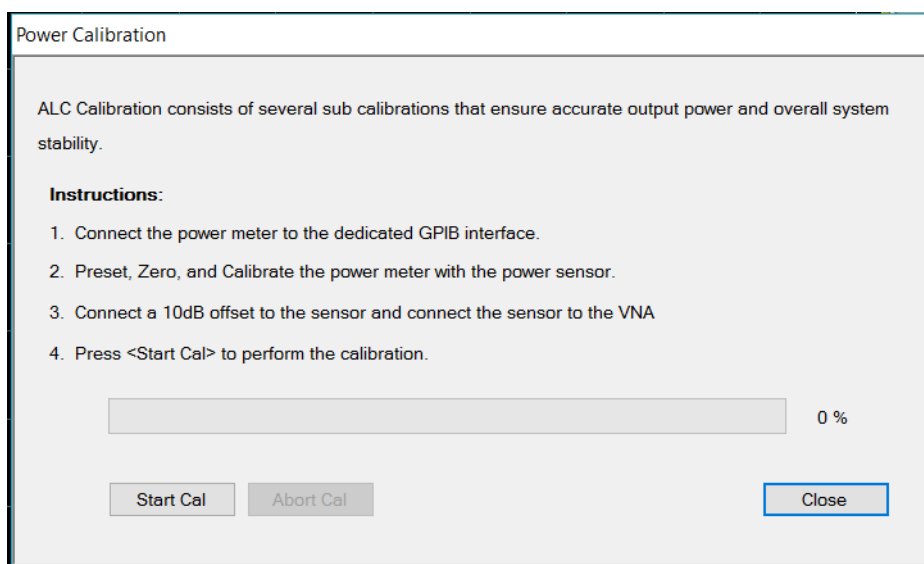 Power Calibration
ALC Calibration consists of several sub calibrations that ensure accurate output power and overall system
stability.
Instructions:
1. Connect the power meter to the dedicated GPIB interface.
2. Preset, Zero, and Calibrate the power meter with the power sensor.
3. Connect a 10dB offset to the sensor and connect the sensor to the VNA
4. Press <Start Cal> to perform the calibration.
0 %
Start Cal
Abort Cal
Close